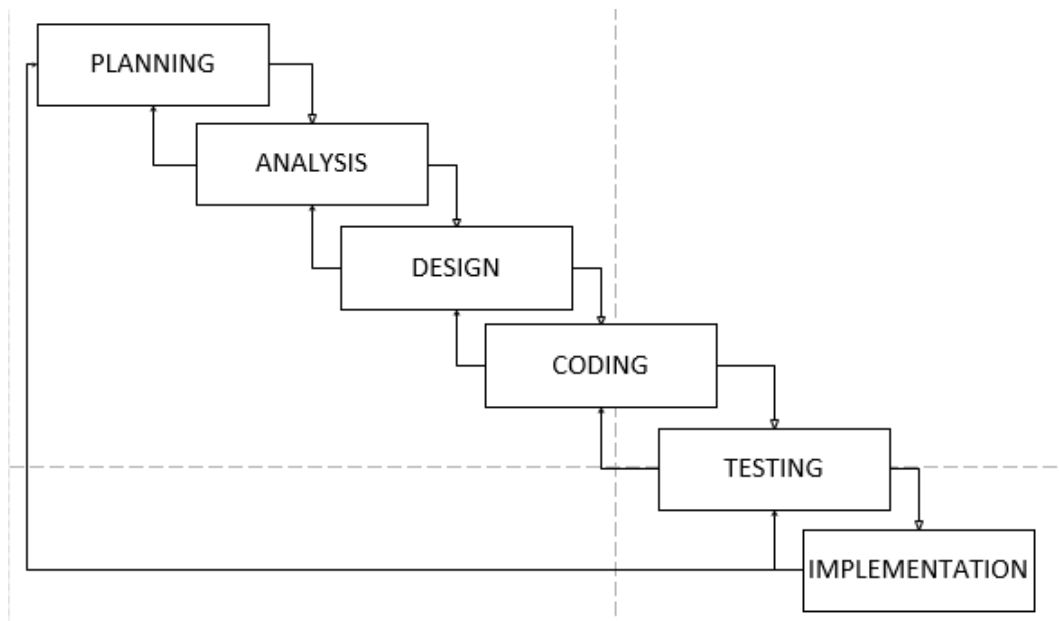 PLANNING
ANALYSIS
DESIGN
CODING
TESTING
IMPLEMENTATION